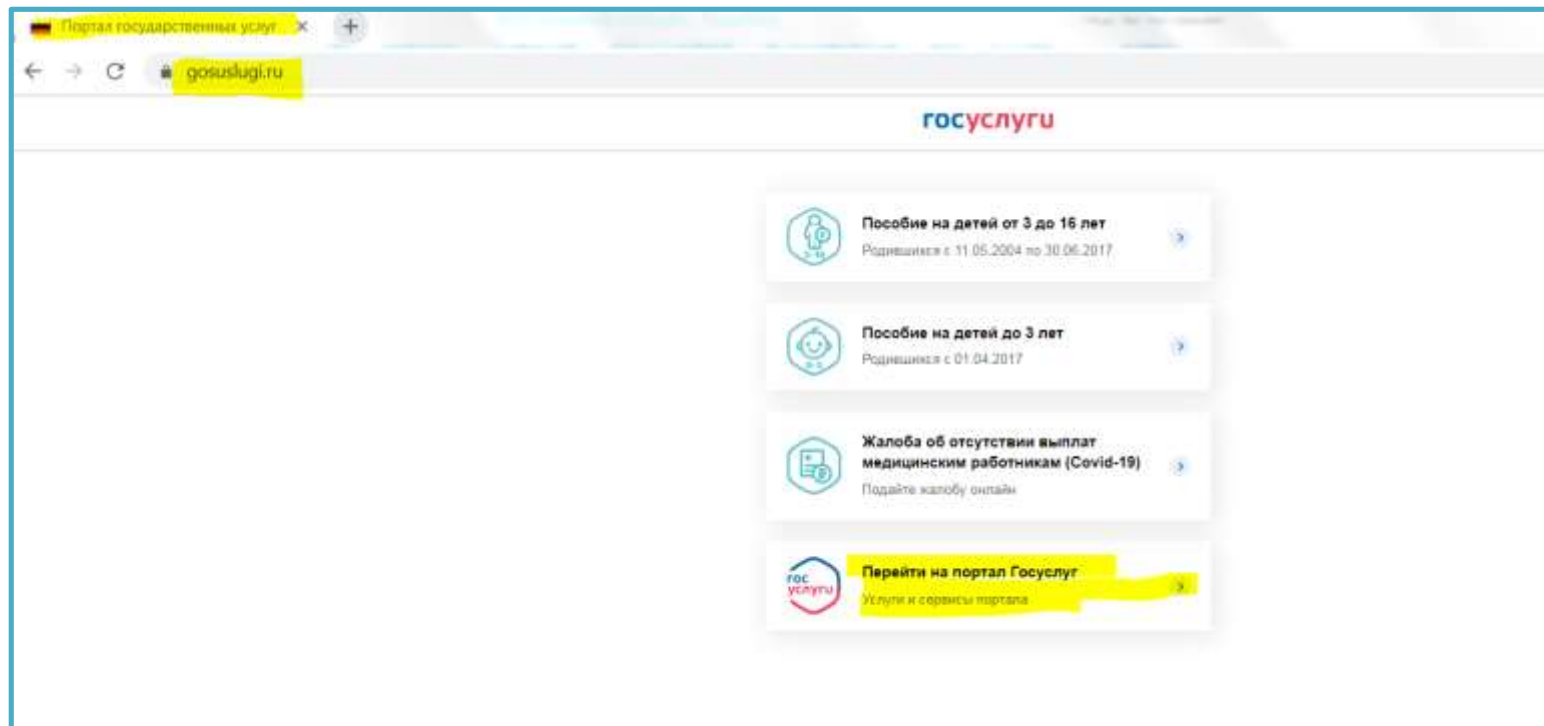 Портал государственных услуг
gosuslugi.ru
госуслуги
Пособие на детей от 3 до 16 лет
Родившихся с 11.05.2004 по 30.06.2017
Пособие на детей до 3 лет
Родившихся с 01.04.2017
Жалоба об отсутствии выплат
медицинским работникам (Covid-19)
Подайте жалобу онлайн
гос
услуги
Перейти на портал Госуслуг
Услуги и сервисы портала